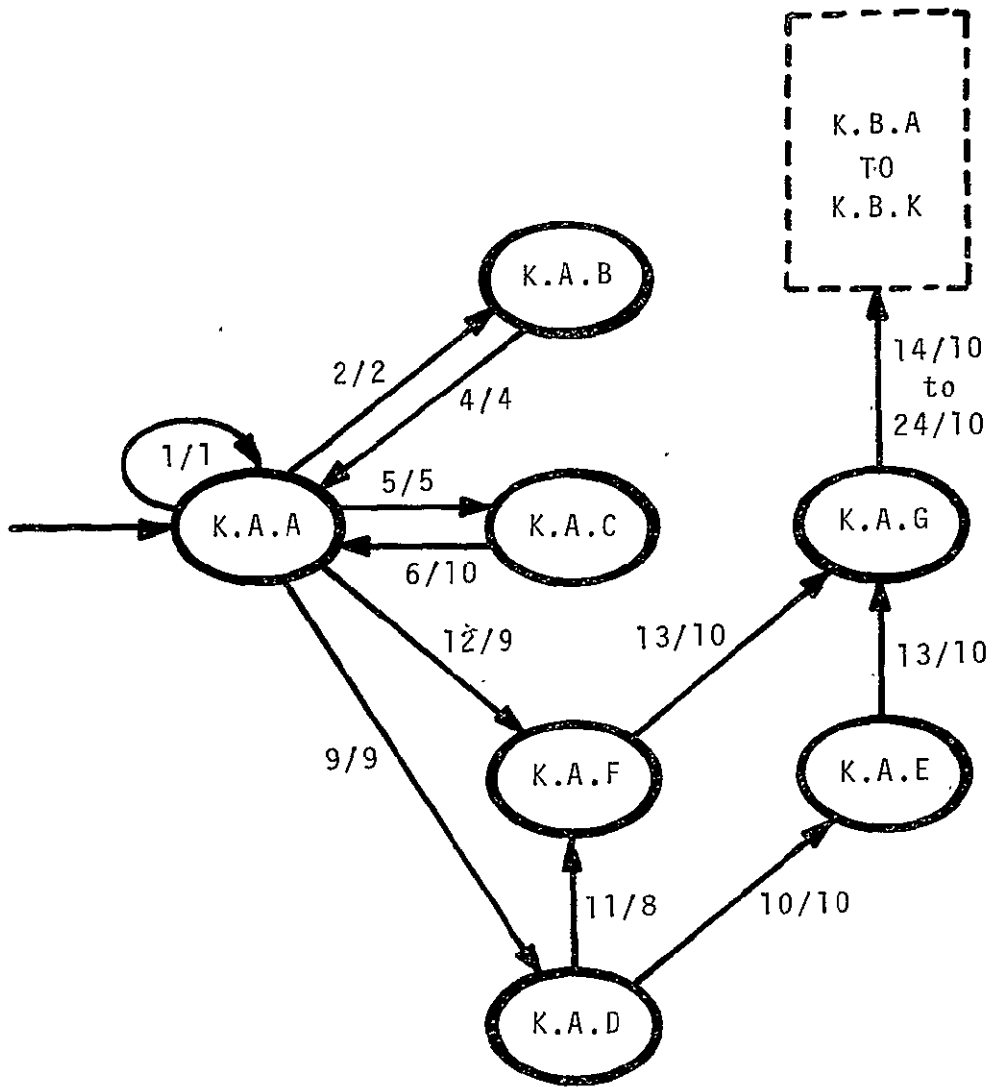 K.B.A
TO
K.B.K
K.A.B
14/10
to
24/10
2/2
4/4
1/1
5/5
K.A.A
K.A.C
K.A.G
6/10
12/9
13/10
13/10
9/9
K.A.F
K.A.E
11/8
10/10
K.A.D